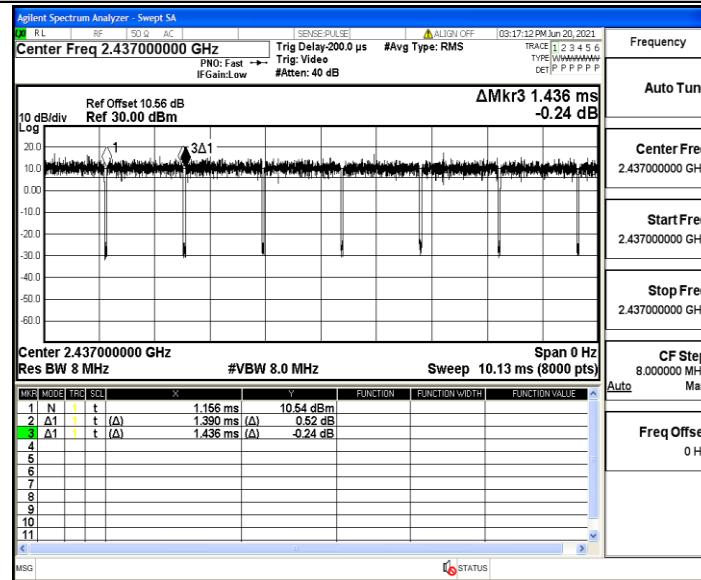 Agilent Spectrum Analyzer - Swept SA
RL RF 50 Ω AC SENSE:PULSE ALIGN OFF 03:17:12 PM Jun 20, 2021
Center Freq 2.437000000 GHz
PNO: Fast
IFGain:Low
Trig Delay-200.0 µs
Trig: Video
#Atten: 40 dB
#Avg Type: RMS
TRACE 1 2 3 4 5 6
TYPE
DET P P P P P P
Frequency
Auto Tun
ΔMkr3 1.436 ms
-0.24 dB
Ref Offset 10.56 dB
10 dB/div Ref 30.00 dBm
Log
20.0
10.0
0.00
-10.0
-20.0
-30.0
-40.0
-50.0
-60.0
1
3Δ1
Center Fre
2.437000000 GH
Start Fre
2.437000000 GH
Stop Fre
2.437000000 GH
CF Step
8.000000 MH
Auto Ma
Freq Offse
0 H
Center 2.437000000 GHz Span 0 Hz
Res BW 8 MHz #VBW 8.0 MHz Sweep 10.13 ms (8000 pts)
MKR MODE TRC SCL X Y FUNCTION FUNCTION WIDTH FUNCTION VALUE
1 N 1 t 1.156 ms 10.54 dBm
2 Δ1 1 t (Δ) 1.390 ms (Δ) 0.52 dB
3 Δ1 1 t (Δ) 1.436 ms (Δ) -0.24 dB
4
5
6
7
8
9
10
11
MSG STATUS